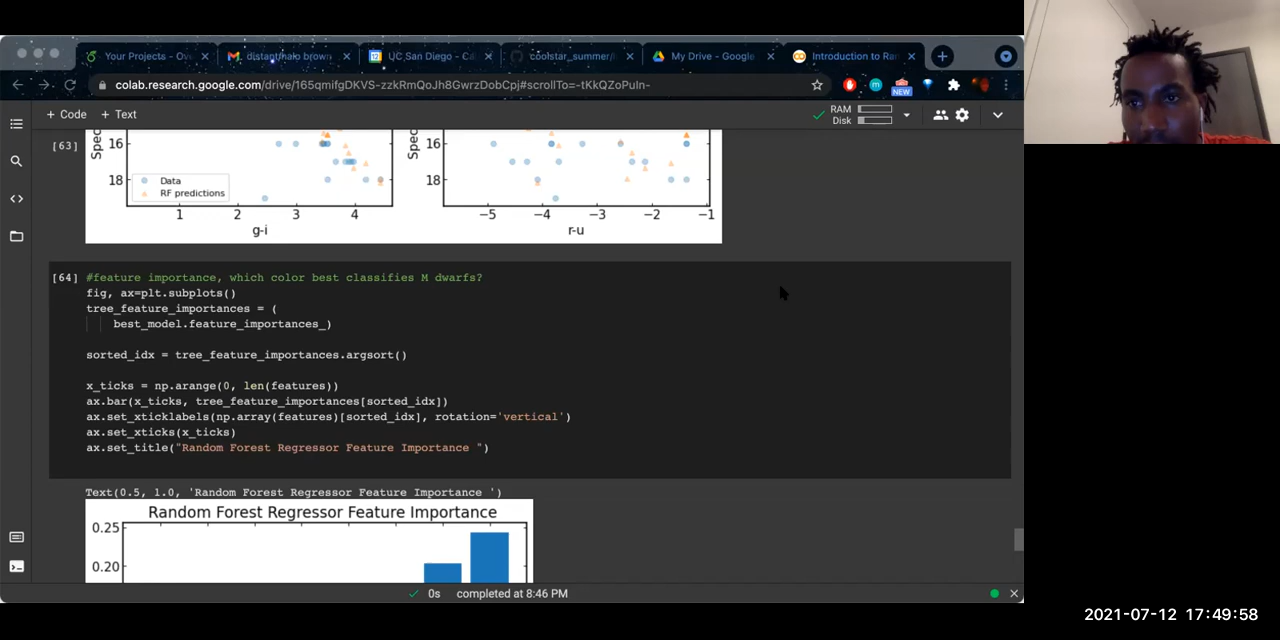 Your Projects - Ove
distanthalo brown
UC San Diego - Ca
coolstar_summer/
My Drive - Google
Introduction to Ra
colab.research.google.com/drive/165qmifgDKVS-zzkRmQoJh8GwrzDobCpj#scrollTo=-tKkQZoPuIn-
NEW
+ Code + Text
RAM
Disk
[63]
Spec
16
18
Data
RF predictions
1 2 3 4
g-i
Spec
16
18
−5 −4 −3 −2 −1
r-u
[64] #feature importance, which color best classifies M dwarfs?
fig, ax=plt.subplots()
tree_feature_importances = (
best_model.feature_importances_)
sorted_idx = tree_feature_importances.argsort()
x_ticks = np.arange(0, len(features))
ax.bar(x_ticks, tree_feature_importances[sorted_idx])
ax.set_xticklabels(np.array(features)[sorted_idx], rotation='vertical')
ax.set_xticks(x_ticks)
ax.set_title("Random Forest Regressor Feature Importance ")
Text(0.5, 1.0, 'Random Forest Regressor Feature Importance ')
Random Forest Regressor Feature Importance
0.25
0.20
0s completed at 8:46 PM
2021-07-12 17:49:58